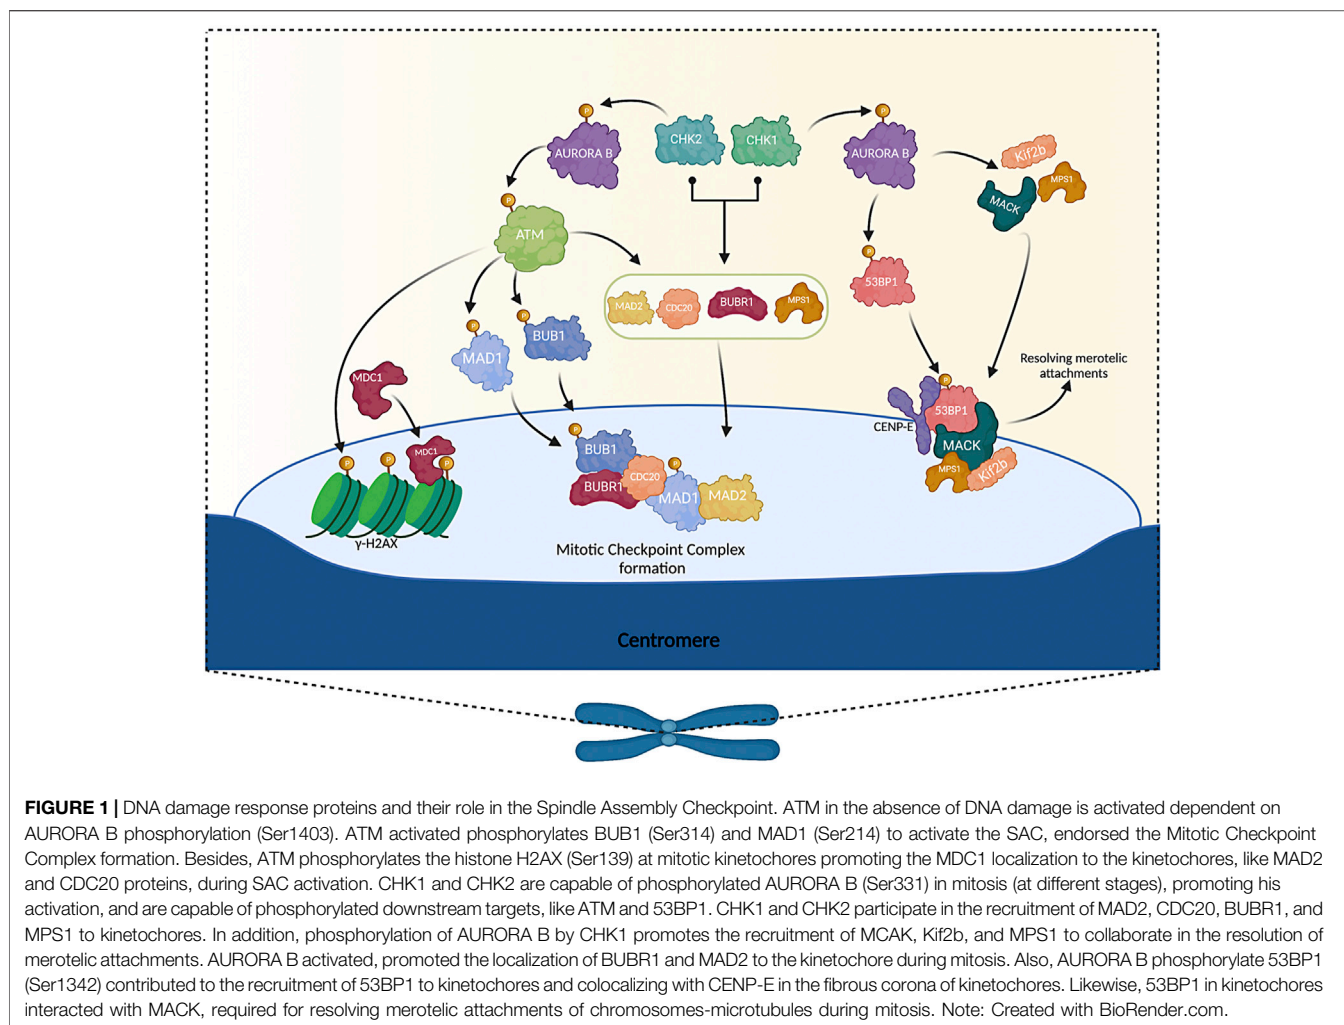 P
P
CHK2
CHK1
AURORA B
AURORA B
Kif2b
MPS1
MACK
P
ATM
P
53BP1
MAD2
CDC20
BUBR1
MPS1
P
P
BUB1
MAD1
MDC1
Resolving merotelic
attachments
P
53BP1
CENP-E
MACK
MPS1
Kif2b
P
BUB1
P
P
MDC1
P
P
CDC20
BUBR1
MAD1
MAD2
γ-H2AX
Mitotic Checkpoint Complex
formation
Centromere
FIGURE 1 | DNA damage response proteins and their role in the Spindle Assembly Checkpoint. ATM in the absence of DNA damage is activated dependent on
AURORA B phosphorylation (Ser1403). ATM activated phosphorylates BUB1 (Ser314) and MAD1 (Ser214) to activate the SAC, endorsed the Mitotic Checkpoint
Complex formation. Besides, ATM phosphorylates the histone H2AX (Ser139) at mitotic kinetochores promoting the MDC1 localization to the kinetochores, like MAD2
and CDC20 proteins, during SAC activation. CHK1 and CHK2 are capable of phosphorylated AURORA B (Ser331) in mitosis (at different stages), promoting his
activation, and are capable of phosphorylated downstream targets, like ATM and 53BP1. CHK1 and CHK2 participate in the recruitment of MAD2, CDC20, BUBR1, and
MPS1 to kinetochores. In addition, phosphorylation of AURORA B by CHK1 promotes the recruitment of MCAK, Kif2b, and MPS1 to collaborate in the resolution of
merotelic attachments. AURORA B activated, promoted the localization of BUBR1 and MAD2 to the kinetochore during mitosis. Also, AURORA B phosphorylate 53BP1
(Ser1342) contributed to the recruitment of 53BP1 to kinetochores and colocalizing with CENP-E in the fibrous corona of kinetochores. Likewise, 53BP1 in kinetochores
interacted with MACK, required for resolving merotelic attachments of chromosomes-microtubules during mitosis. Note: Created with BioRender.com.